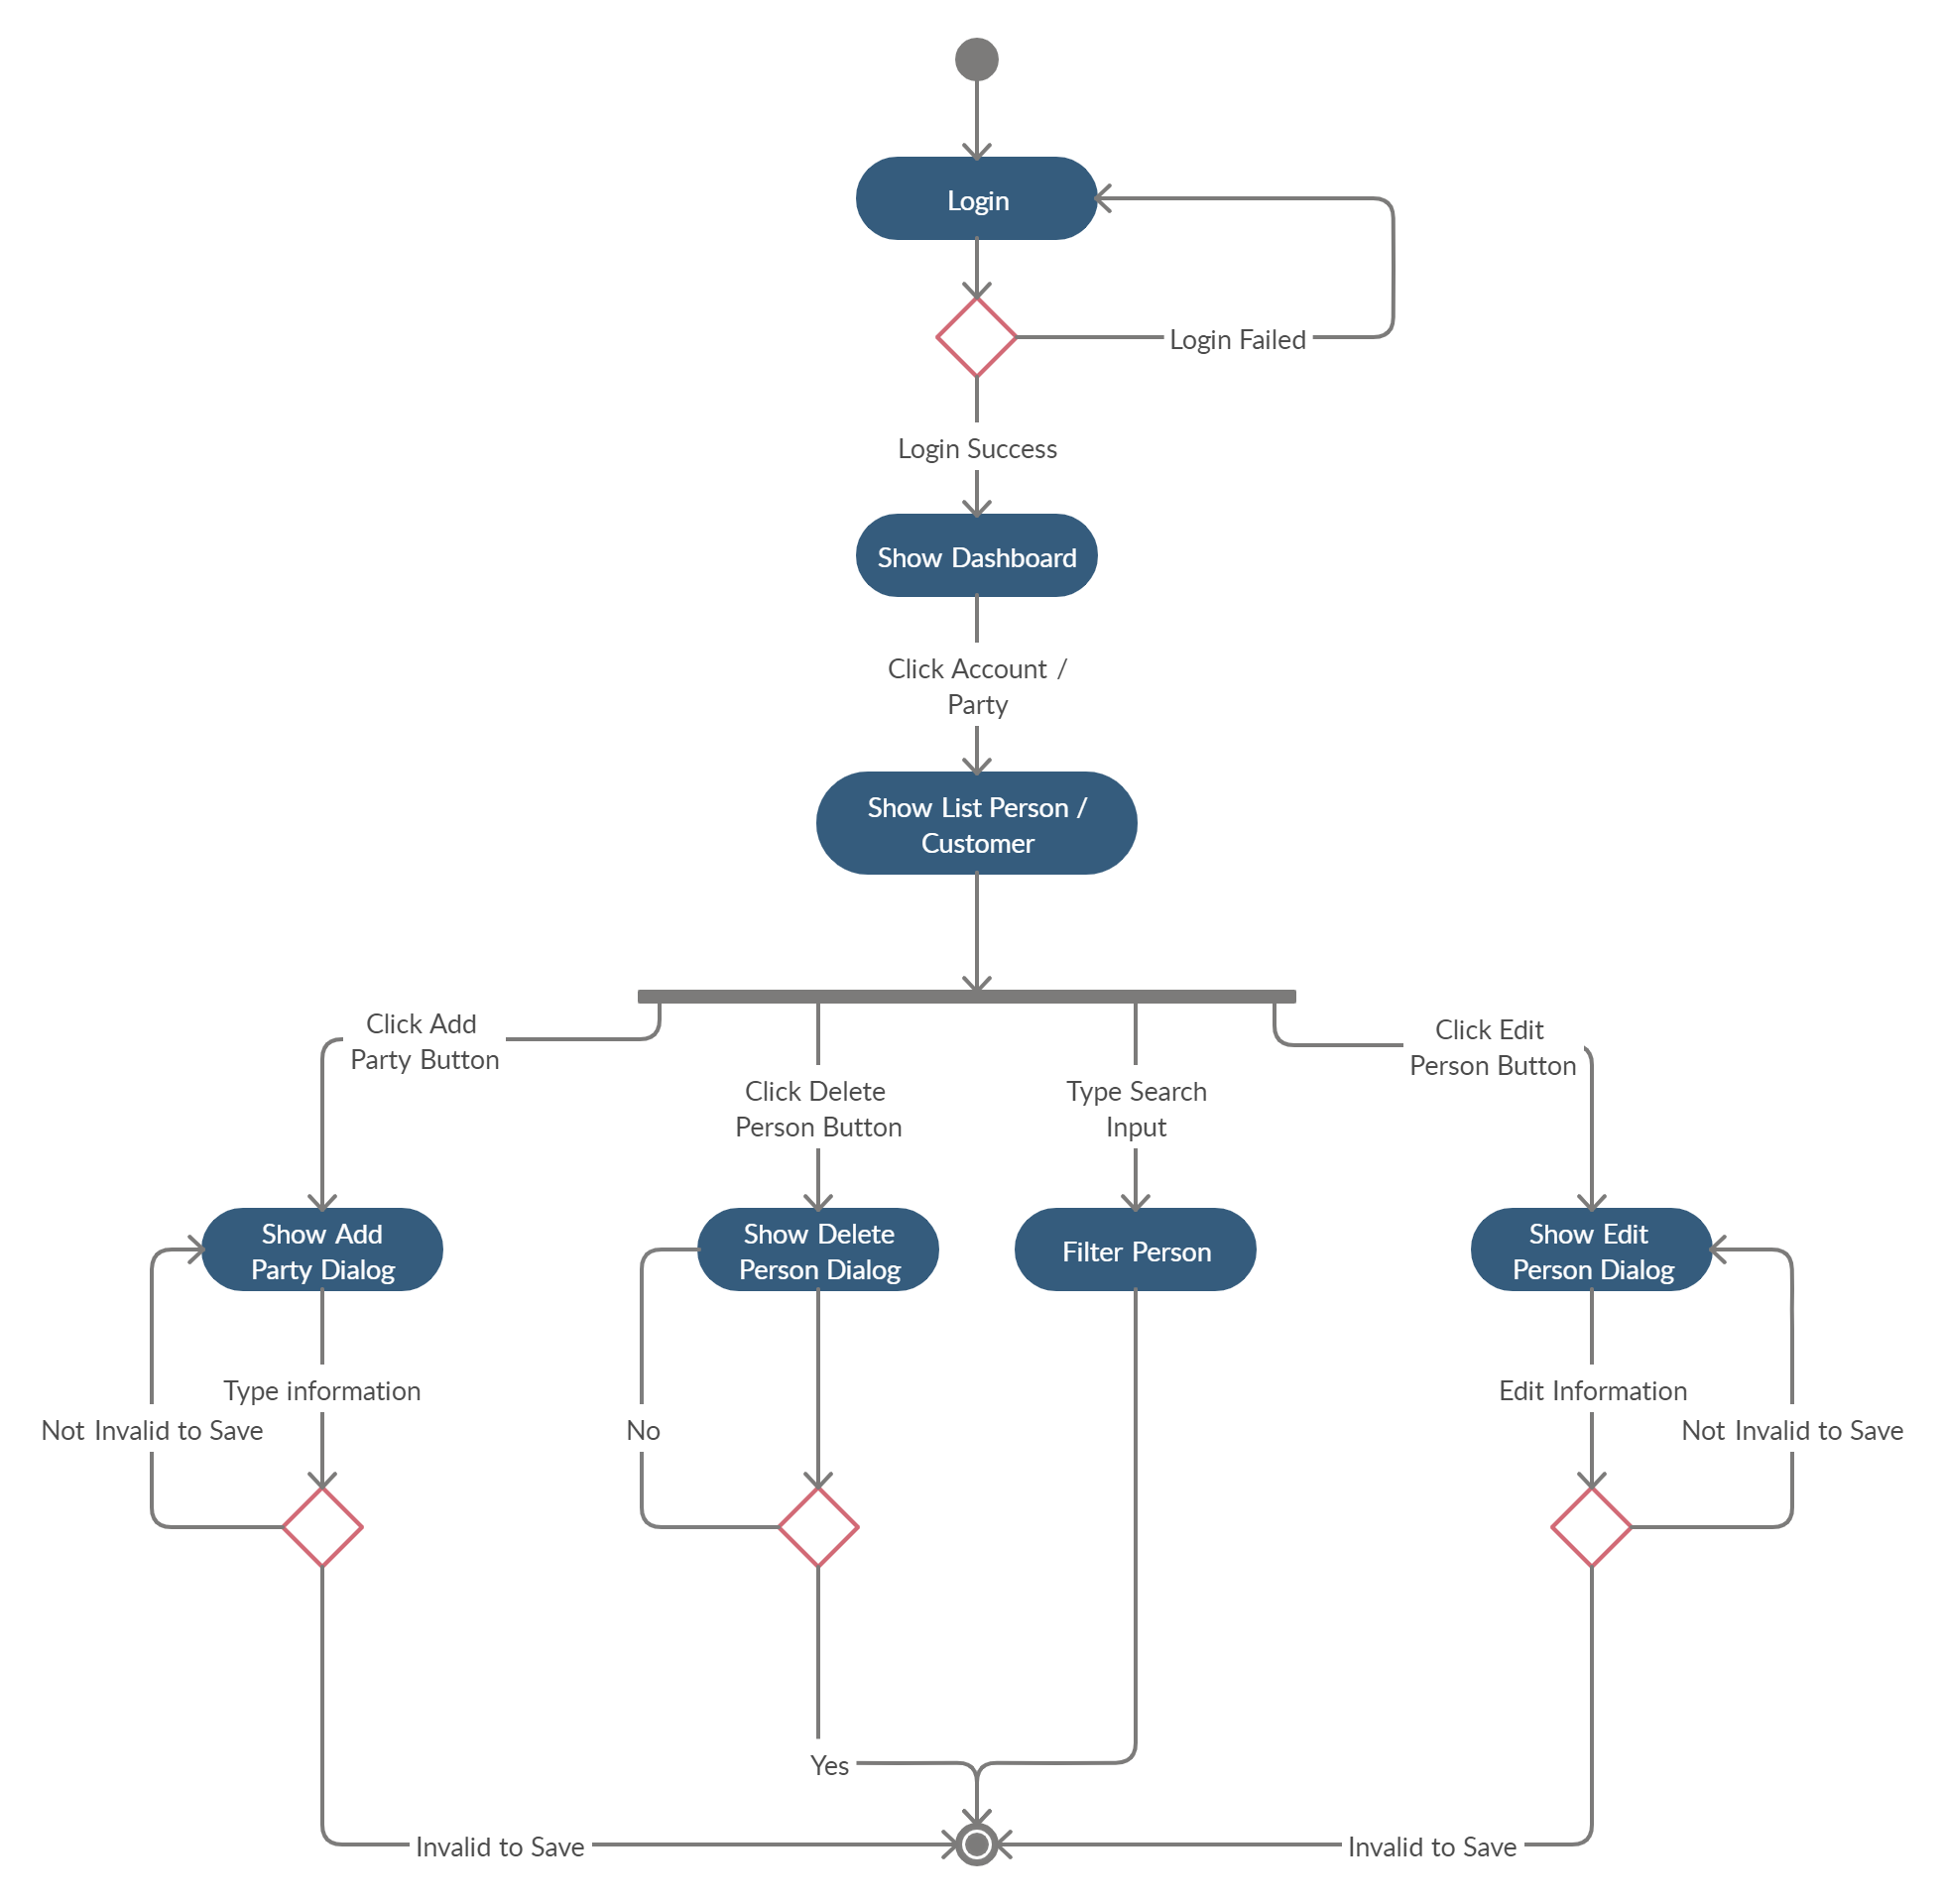 Login
Login Failed
Login Success
Show Dashboard
Click Account /
Party
Show List Person /
Customer
Click Add
Party Button
Click Edit
Person Button
Click Delete
Person Button
Type Search
Input
Show Add
Party Dialog
Show Delete
Person Dialog
Filter Person
Show Edit
Person Dialog
Type information
Edit Information
Not Invalid to Save
No
Not Invalid to Save
Yes
Invalid to Save
Invalid to Save